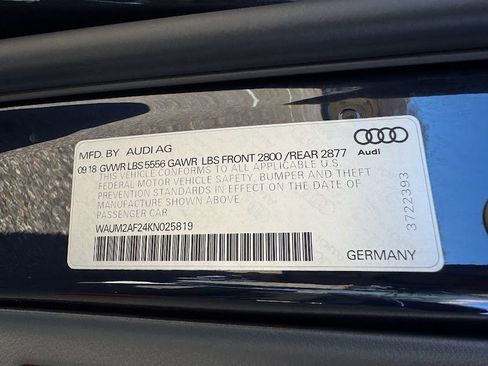 MFD. BY AUDI AG
09 18 GVWR LBS 5556 GAWR LBS FRONT 2800 /REAR 2877
THIS VEHICLE CONFORMS TO ALL APPLICABLE U.S.
FEDERAL MOTOR VEHICLE SAFETY, BUMPER AND THEFT
PREVENTION STANDARDS IN EFFECT ON THE DATE OF
MANUFACTURE SHOWN ABOVE
PASSENGER CAR
WAUM2AF24KN025819
Audi
3722393
GERMANY